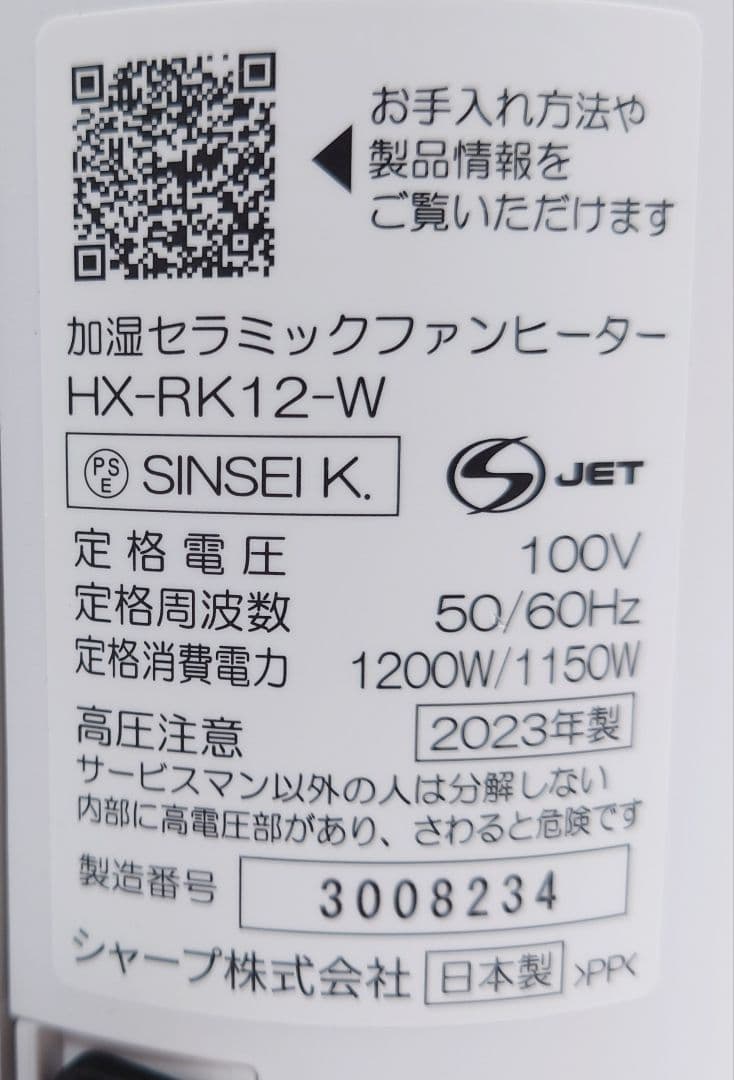 お手入れ方法や
製品情報を
ご覧いただけます
加湿セラミックファンヒーター
HX-RK12-W
PSE SINSEI K.
JET
定格電圧 100V
定格周波数 50/60Hz
定格消費電力 1200W/1150W
高圧注意 2023年製
サービスマン以外の人は分解しない
内部に高電圧部があり、さわると危険です
製造番号 3008234
シャープ株式会社 日本製 >PP<